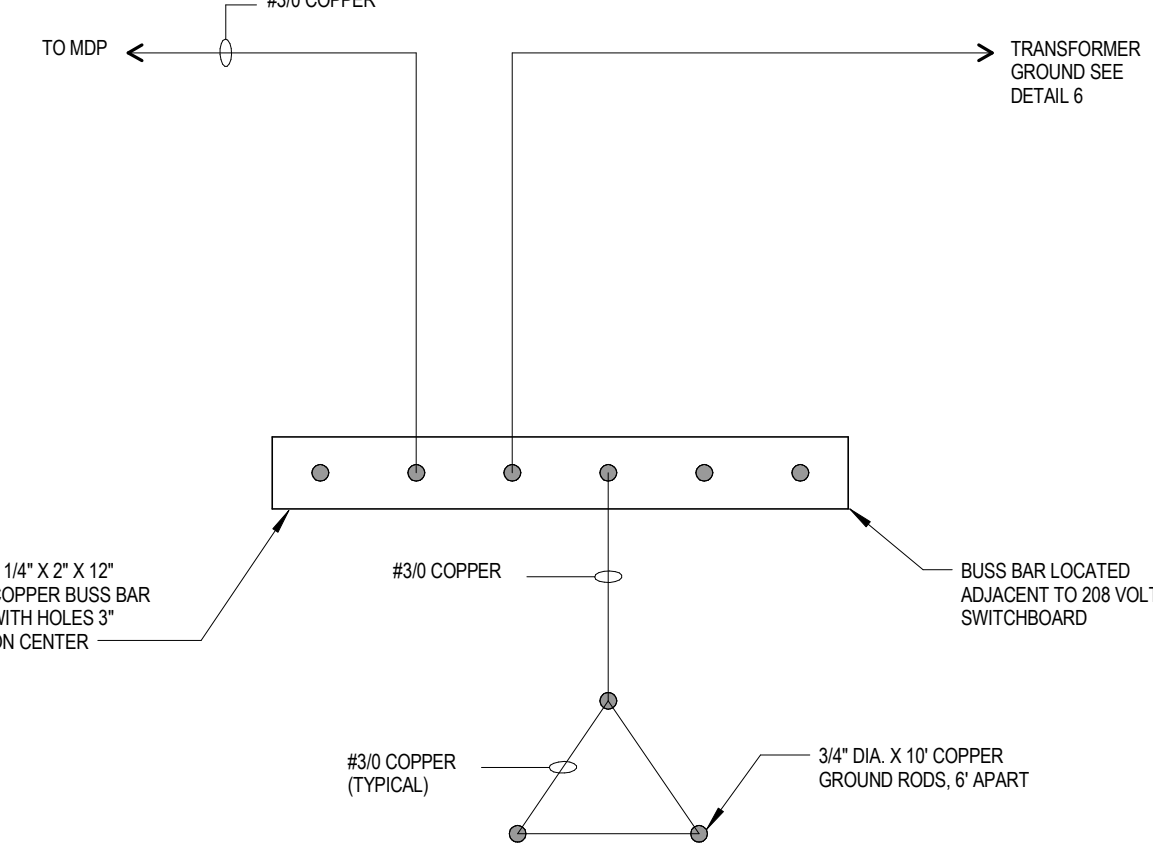 #3/0 COPPER
TO MDP
TRANSFORMER
GROUND SEE
DETAIL 6
1/4" X 2" X 12"
COPPER BUSS BAR
WITH HOLES 3"
ON CENTER
#3/0 COPPER
BUSS BAR LOCATED
ADJACENT TO 208 VOLT
SWITCHBOARD
#3/0 COPPER
(TYPICAL)
3/4" DIA. X 10' COPPER
GROUND RODS, 6' APART